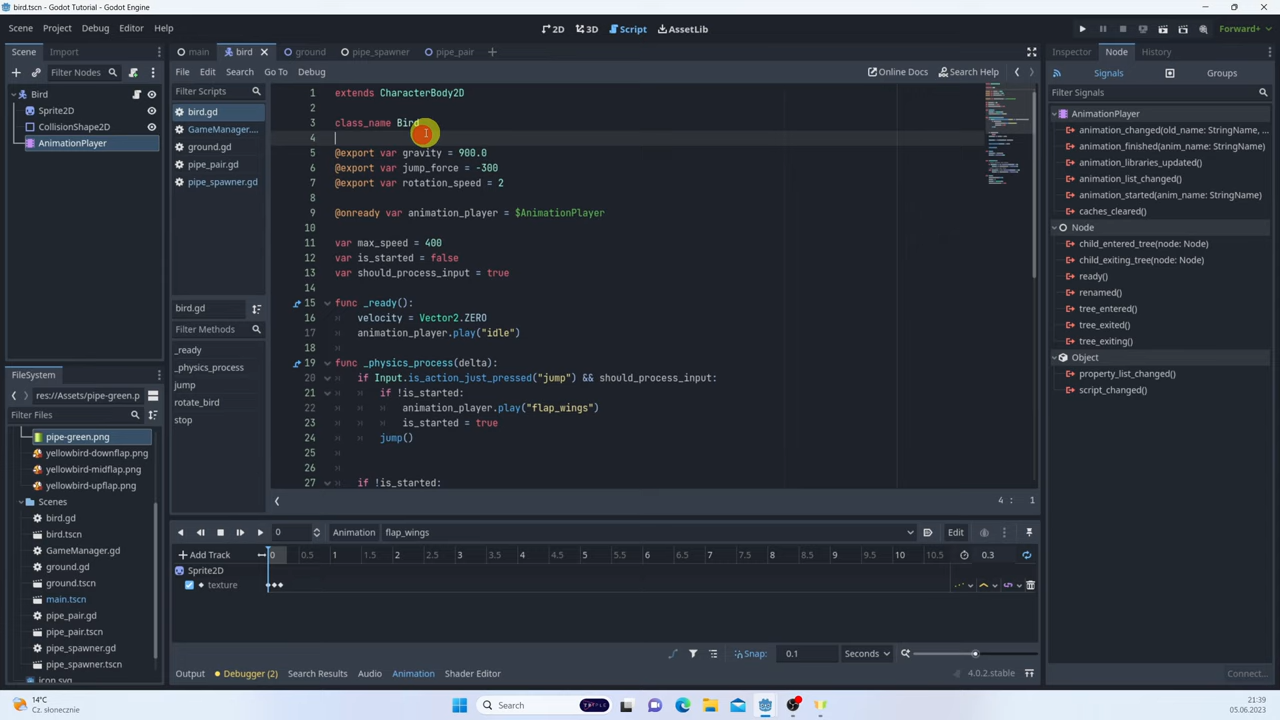 bird.tscn - Godot Tutorial - Godot Engine
Scene Project Debug Editor Help
2D 3D Script AssetLib
Forward+
Scene Import
Filter Nodes
Bird
Sprite2D
CollisionShape2D
AnimationPlayer
FileSystem
res://Assets/pipe-green.p
Filter Files
pipe-green.png
yellowbird-downflap.png
yellowbird-midflap.png
yellowbird-upflap.png
Scenes
bird.gd
bird.tscn
GameManager.gd
ground.gd
ground.tscn
main.tscn
pipe_pair.gd
pipe_pair.tscn
pipe_spawner.gd
pipe_spawner.tscn
icon.svg
main bird ground pipe_spawner pipe_pair
File Edit Search Go To Debug
Online Docs Search Help
Filter Scripts
bird.gd
GameManager....
ground.gd
pipe_pair.gd
pipe_spawner.gd
bird.gd
Filter Methods
_ready
_physics_process
jump
rotate_bird
stop
1 extends CharacterBody2D
2
3 class_name Bird
4
5 @export var gravity = 900.0
6 @export var jump_force = -300
7 @export var rotation_speed = 2
8
9 @onready var animation_player = $AnimationPlayer
10
11 var max_speed = 400
12 var is_started = false
13 var should_process_input = true
14
15 func _ready():
16 velocity = Vector2.ZERO
17 animation_player.play("idle")
18
19 func _physics_process(delta):
20 if Input.is_action_just_pressed("jump") && should_process_input:
21 if !is_started:
22 animation_player.play("flap_wings")
23 is_started = true
24 jump()
25
26
27 if !is_started:
4 : 1
0 Animation flap_wings Edit
Add Track 0 0.5 1 1.5 2 2.5 3 3.5 4 4.5 5 5.5 6 6.5 7 7.5 8 8.5 9 9.5 10 10.5 0.3
Sprite2D
texture
Snap: 0.1 Seconds
Output Debugger (2) Search Results Audio Animation Shader Editor 4.0.2.stable
Inspector Node History
Signals Groups
Filter Signals
AnimationPlayer
animation_changed(old_name: StringName, ...
animation_finished(anim_name: StringName)
animation_libraries_updated()
animation_list_changed()
animation_started(anim_name: StringName)
caches_cleared()
Node
child_entered_tree(node: Node)
child_exiting_tree(node: Node)
ready()
renamed()
tree_entered()
tree_exited()
tree_exiting()
Object
property_list_changed()
script_changed()
Connect...
14°C
Cz. słonecznie
Search
21:39
05.06.2023